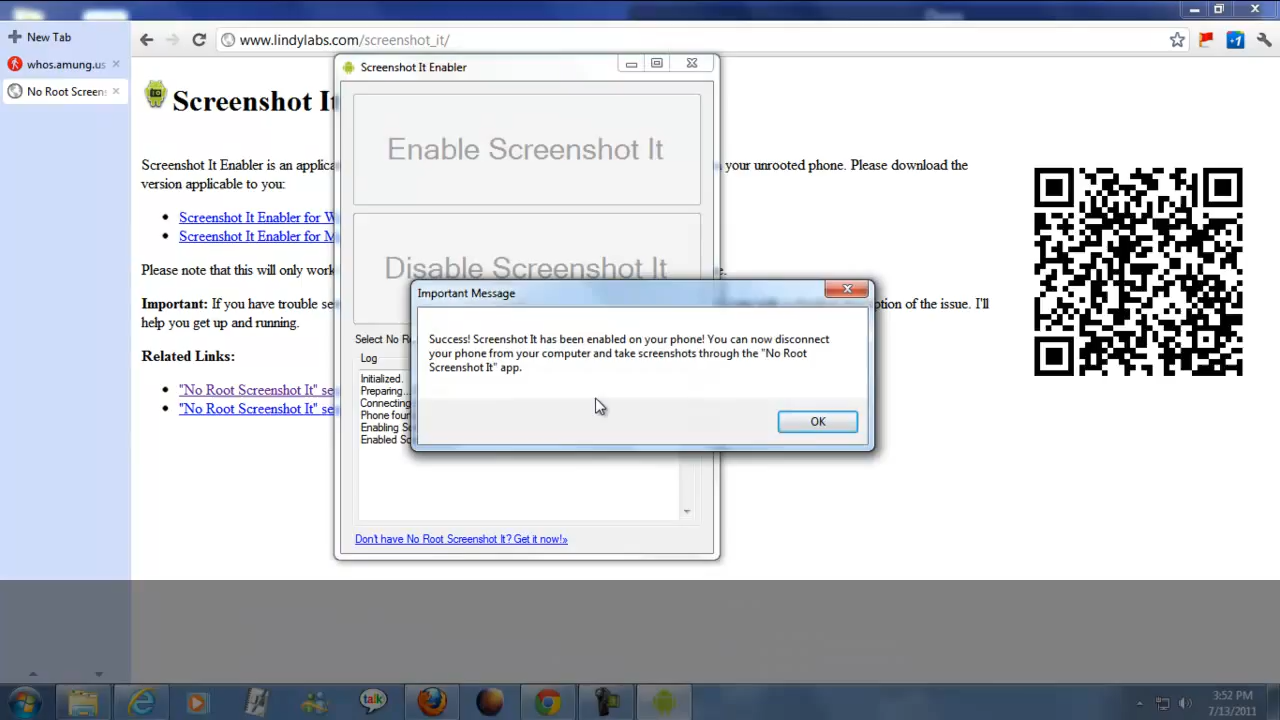 New Tab
whos.amung.us
No Root Screens
www.lindylabs.com/screenshot_it/
+1
Screenshot It
Screenshot It Enabler is an applica
your unrooted phone. Please download the
version applicable to you:
Screenshot It Enabler for W
Screenshot It Enabler for M
Please note that this will only work
Important: If you have trouble se
ption of the issue. I'll
help you get up and running.
Related Links:
"No Root Screenshot It" se
"No Root Screenshot It" se
Screenshot It Enabler
Enable Screenshot It
Disable Screenshot It
Select No R
Log
Initialized.
Preparing...
Connecting
Phone foun
Enabling Sc
Enabled Sc
Don't have No Root Screenshot It? Get it now!»
Important Message
Success! Screenshot It has been enabled on your phone! You can now disconnect
your phone from your computer and take screenshots through the "No Root
Screenshot It" app.
OK
talk
3:52 PM
7/13/2011